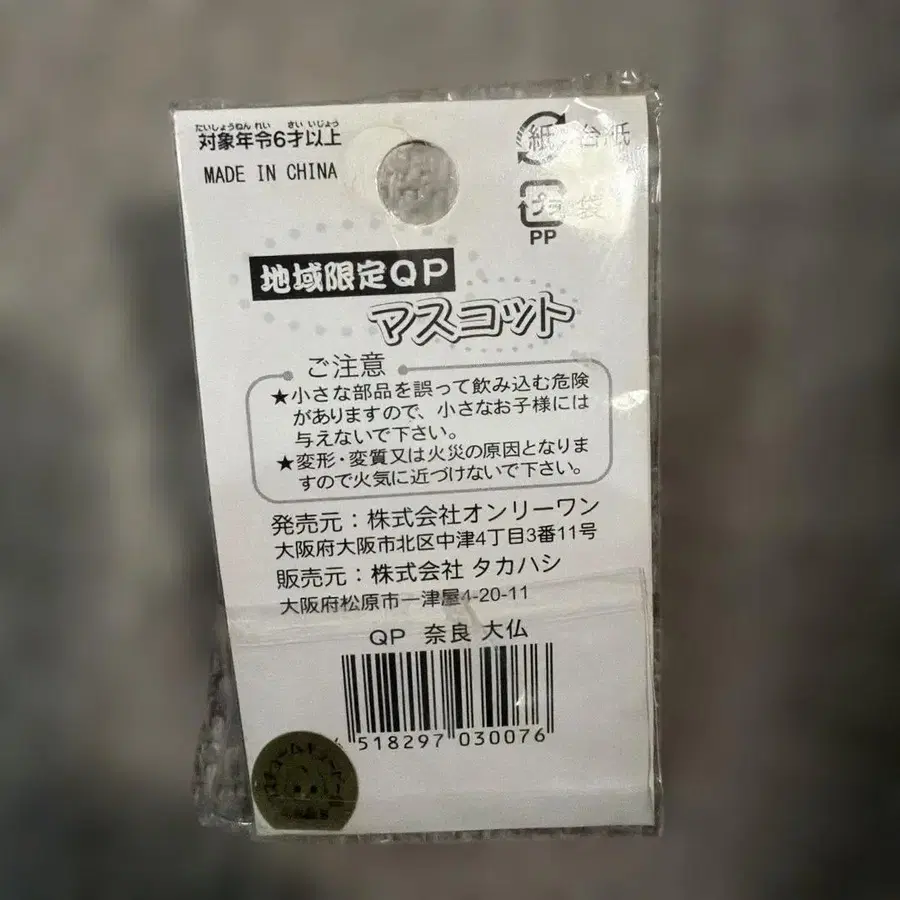 たいしょうねんれい さいいじょう
対象年令6才以上
MADE IN CHINA
紙 台紙
プラ 袋
PP
地域限定QP
マスコット
ご注意
★小さな部品を誤って飲み込む危険
がありますので、小さなお子様には
与えないで下さい。
★変形・変質又は火災の原因となりま
すので火気に近づけないで下さい。
発売元:株式会社オンリーワン
大阪府大阪市北区中津4丁目3番11号
販売元:株式会社 タカハシ
大阪府松原市一津屋4-20-11
QP 奈良 大仏
518297 030076